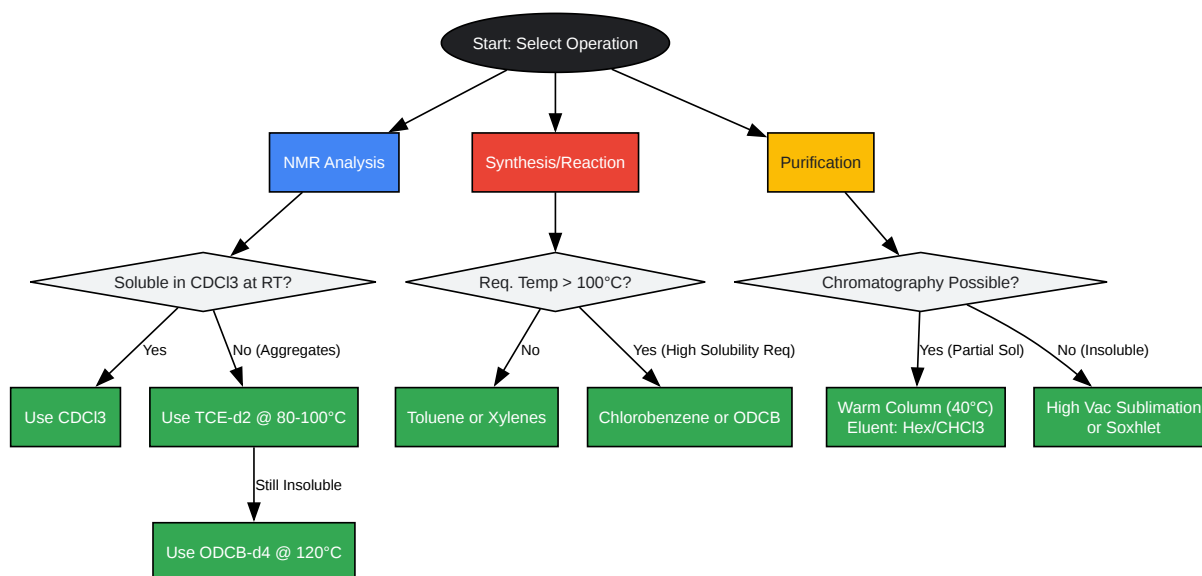 Start: Select Operation
NMR Analysis
Synthesis/Reaction
Purification
Soluble in CDCl3 at RT?
Req. Temp > 100°C?
Chromatography Possible?
Yes
No (Aggregates)
No
Yes (High Solubility Req)
Yes (Partial Sol)
No (Insoluble)
Use CDCl3
Use TCE-d2 @ 80-100°C
Toluene or Xylenes
Chlorobenzene or ODCB
Warm Column (40°C)
Eluent: Hex/CHCl3
High Vac Sublimation
or Soxhlet
Still Insoluble
Use ODCB-d4 @ 120°C